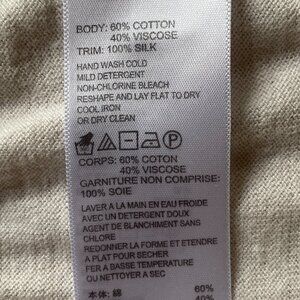 BODY: 60% COTTON
40% VISCOSE
TRIM: 100% SILK
HAND WASH COLD
MILD DETERGENT
NON-CHLORINE BLEACH
RESHAPE AND LAY FLAT TO DRY
COOL IRON
OR DRY CLEAN
P
CORPS: 60% COTON
40% VISCOSE
GARNITURE NON COMPRISE:
100% SOIE
LAVER A LA MAIN EN EAU FROIDE
AVEC UN DETERGENT DOUX
AGENT DE BLANCHIMENT SANS
CHLORE
REDONNER LA FORME ET ETENDRE
A PLAT POUR SECHER
FER A BASSE TEMPERATURE
OU NETTOYER A SEC
本体: 綿 60%
40%